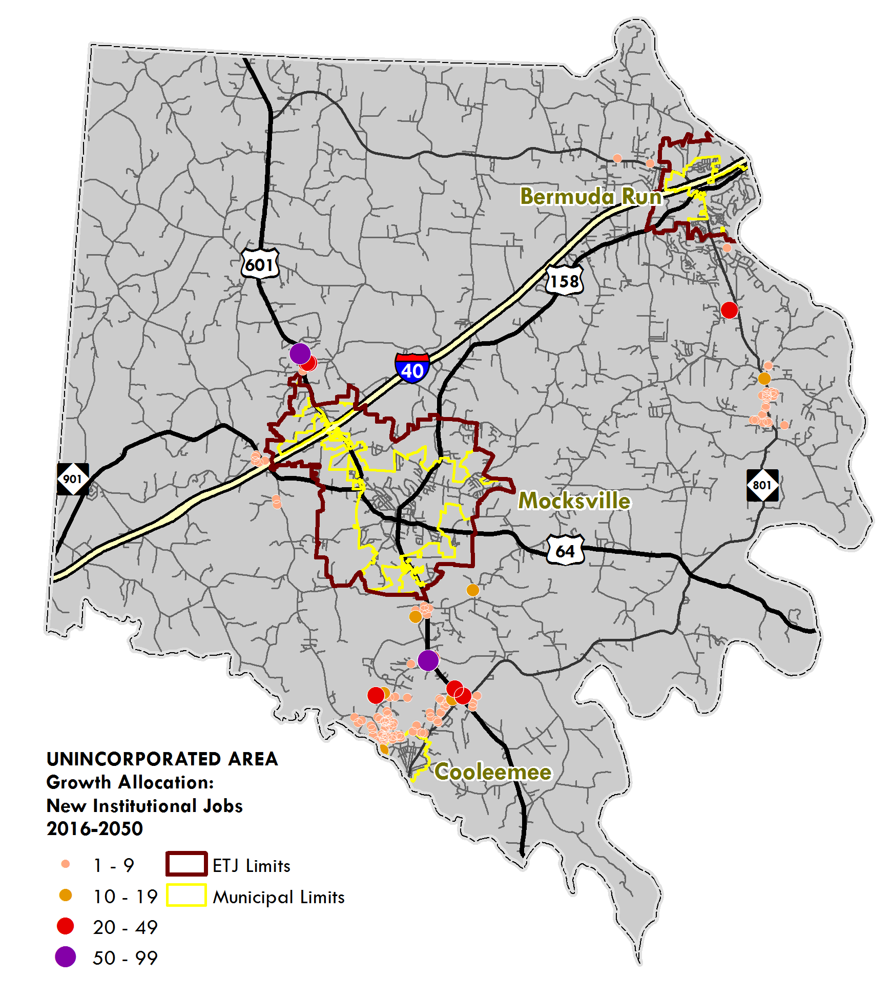 Bermuda Run
601
158
40
901
801
Mocksville
64
Cooleemee
UNINCORPORATED AREA
Growth Allocation:
New Institutional Jobs
2016-2050
1 - 9
ETJ Limits
10 - 19
Municipal Limits
20 - 49
50 - 99